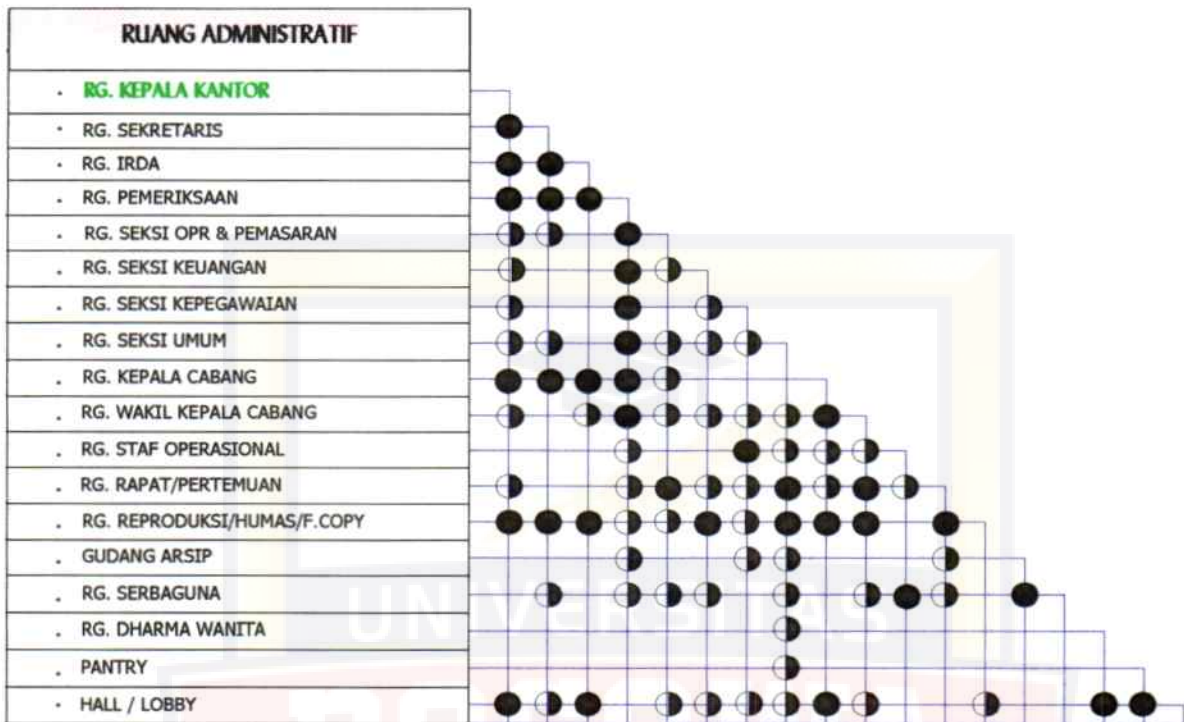 RUANG ADMINISTRATIF
. RG. KEPALA KANTOR
. RG. SEKRETARIS
. RG. IRDA
. RG. PEMERIKSAAN
. RG. SEKSI OPR & PEMASARAN
. RG. SEKSI KEUANGAN
. RG. SEKSI KEPEGAWAIAN
. RG. SEKSI UMUM
. RG. KEPALA CABANG
. RG. WAKIL KEPALA CABANG
. RG. STAF OPERASIONAL
. RG. RAPAT/PERTEMUAN
. RG. REPRODUKSI/HUMAS/F.COPY
. GUDANG ARSIP
. RG. SERBAGUNA
. RG. DHARMA WANITA
. PANTRY
. HALL / LOBBY
UNIVERSITAS